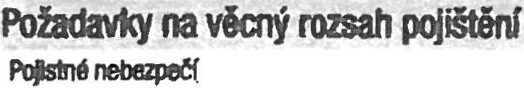 Požadavky na věcný rozsah pojištění
Pojistné nebezpečí